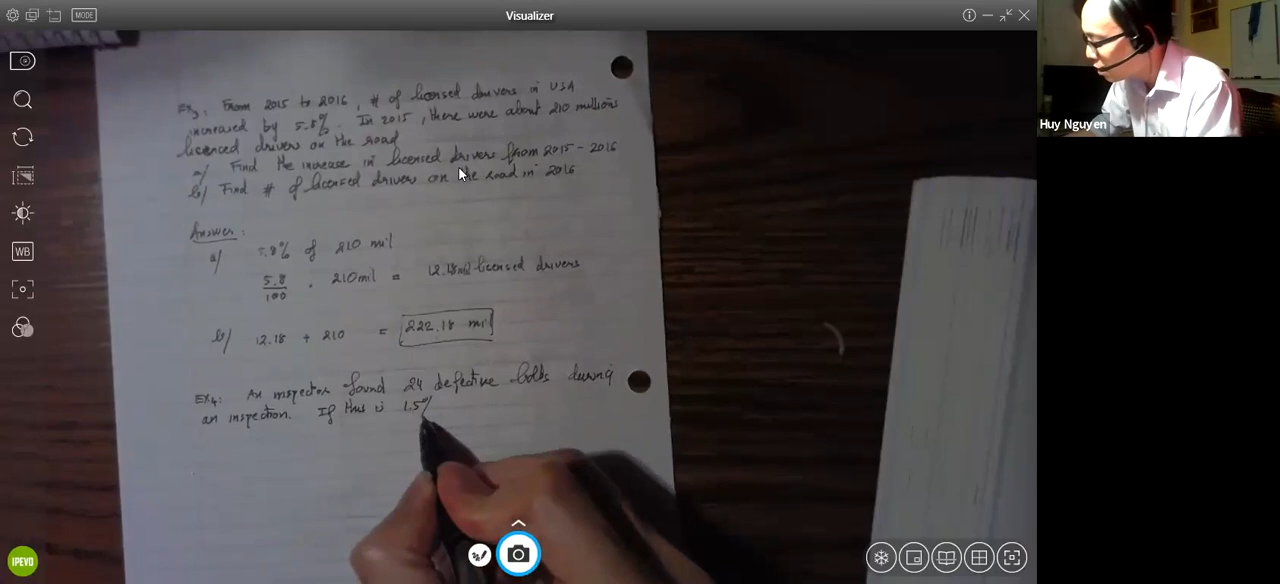 Visualizer
MODE
WB
IPEVO
Huy Nguyen
Ex3: From 2015 to 2016, # of licensed drivers in USA
increased by 5.8%. In 2015, there were about 210 millions
licensed drivers on the road
a/ Find the increase in licensed drivers from 2015 - 2016
b/ Find # of licensed drivers on the road in 2016
Answer:
a/ 5.8% of 210 mil
5.8/100 . 210 mil = 12.18 mil licensed drivers
b/ 12.18 + 210 = 222.18 mil
Ex4: An inspector found 24 defective bolts during
an inspection. If this is 1.5%